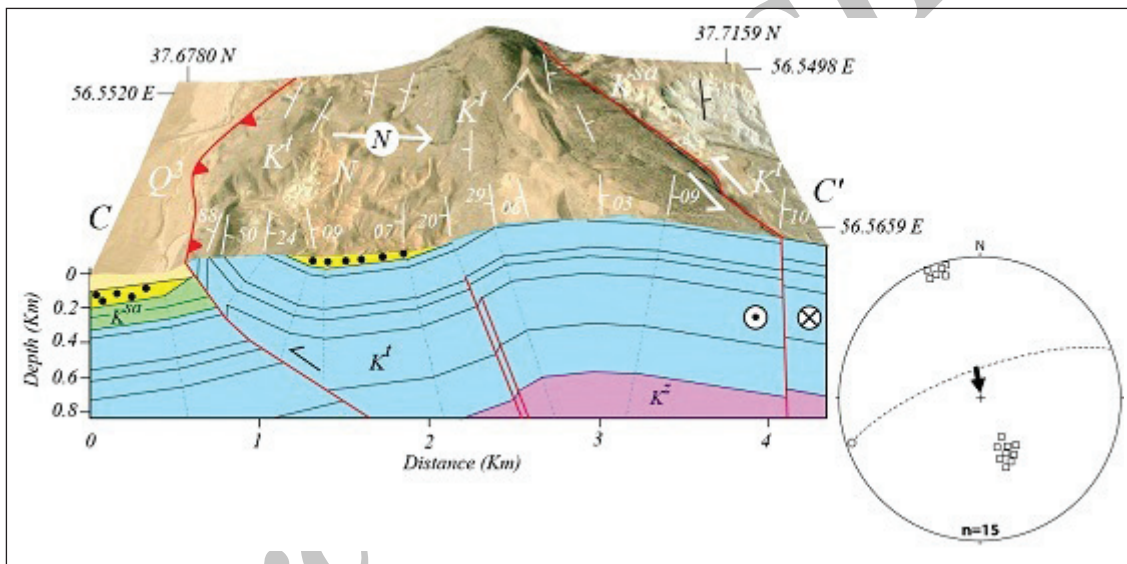 37.6780 N
37.7159 N
56.5520 E
56.5498 E
K^sa
K^t
N
K^t
Q^3
K^t
C
C'
88
50
24
09
07
20
29
06
03
09
10
56.5659 E
0
0.2
0.4
0.6
0.8
Depth (Km)
K^sa
K^t
K^z
0
1
2
3
4
Distance (Km)
N
n=15